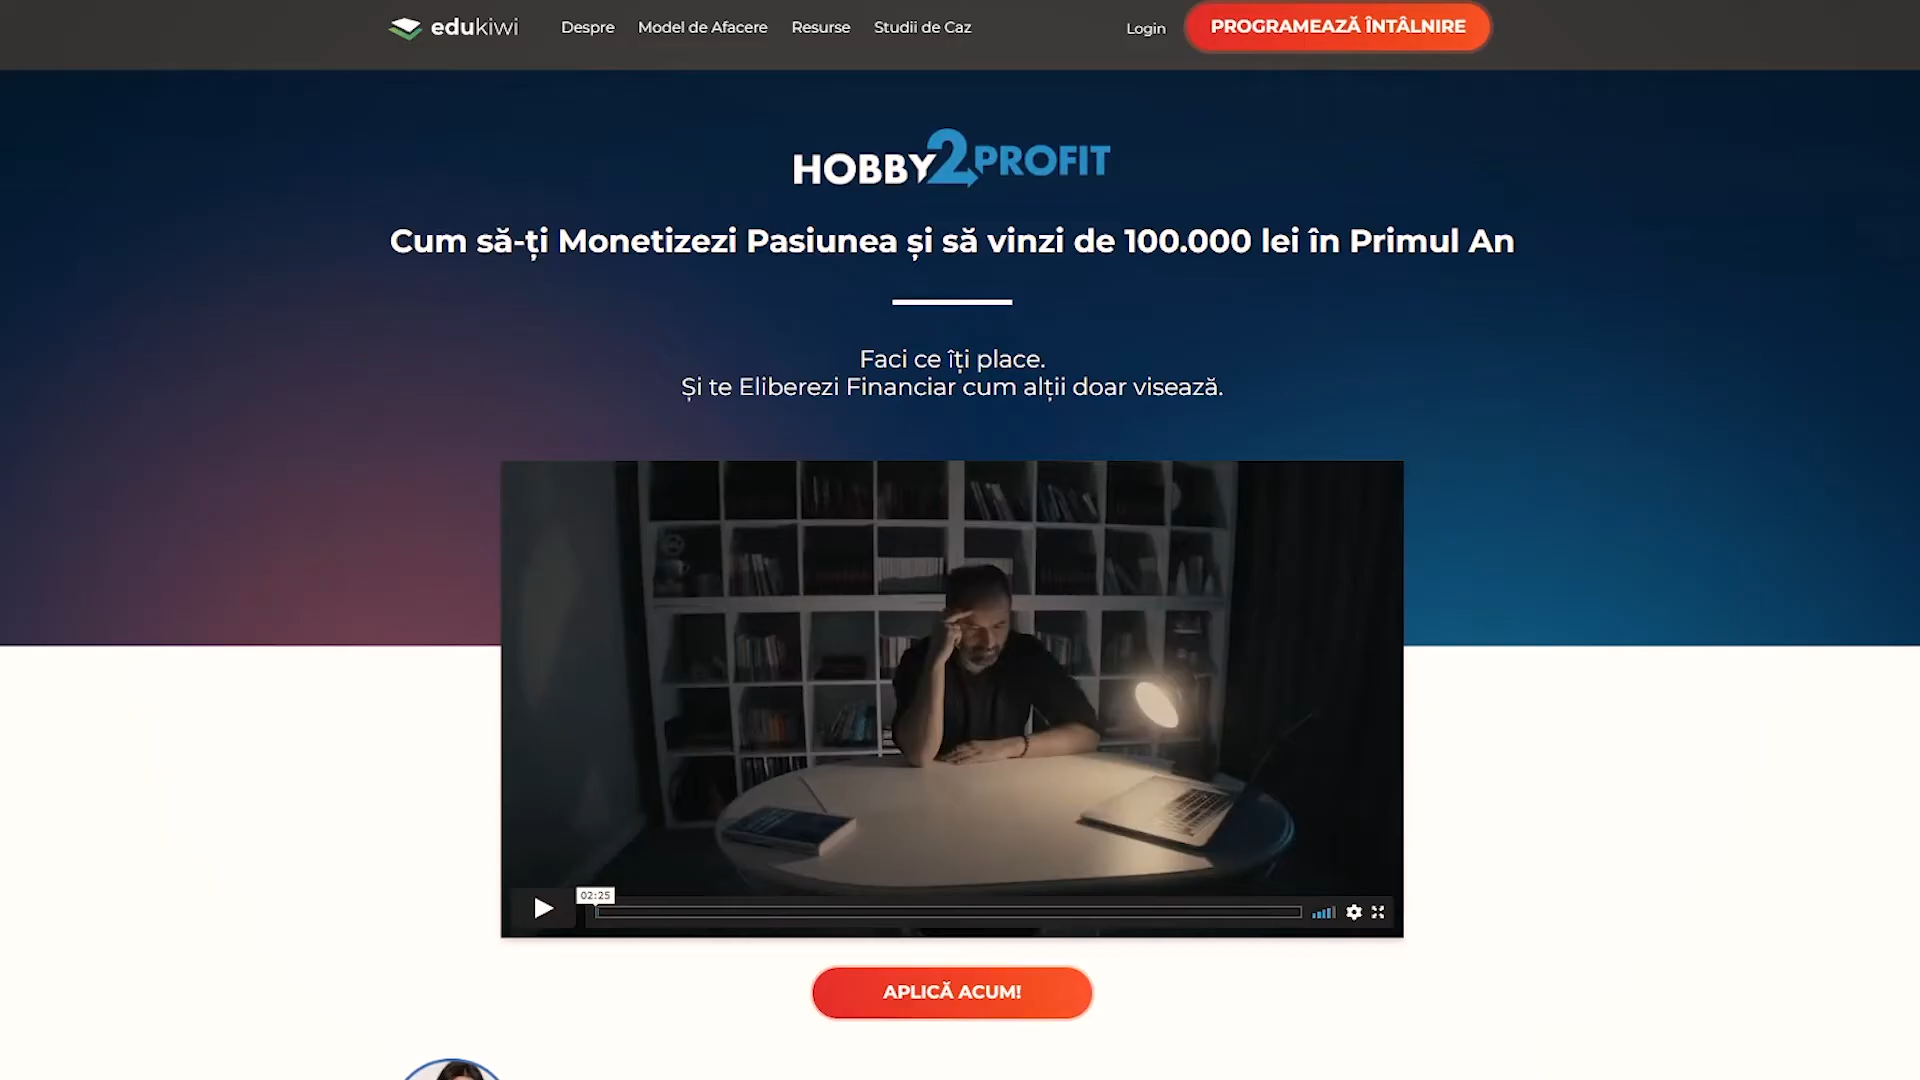 edukiwi
Despre
Model de Afacere
Resurse
Studii de Caz
Login
PROGRAMEAZĂ ÎNTÂLNIRE
HOBBY2PROFIT
Cum să-ți Monetizezi Pasiunea și să vinzi de 100.000 lei în Primul An
Faci ce îți place.
Și te Eliberezi Financiar cum alții doar visează.
02:25
APLICĂ ACUM!